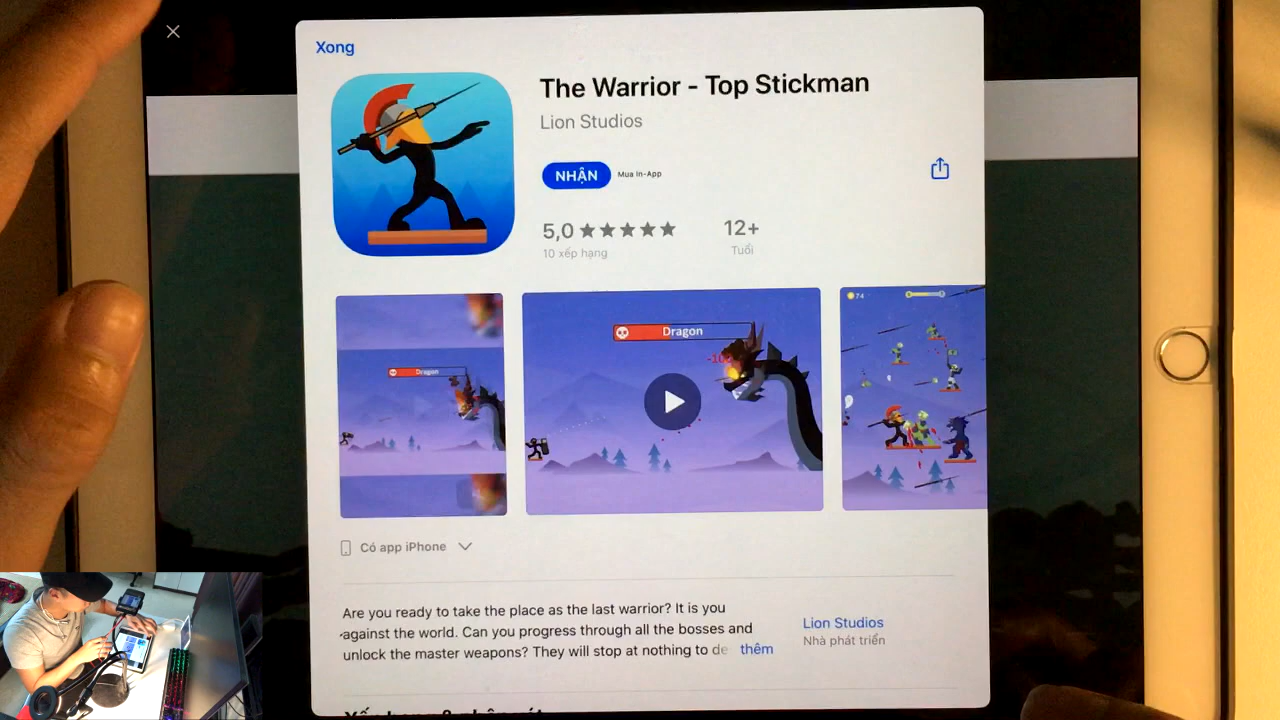 Xong
The Warrior - Top Stickman
Lion Studios
NHẬN
Mua In-App
5,0
12+
10 xếp hạng
Tuổi
Dragon
Dragon
-100
74
Có app iPhone
Are you ready to take the place as the last warrior? It is you
against the world. Can you progress through all the bosses and
unlock the master weapons? They will stop at nothing to de
thêm
Lion Studios
Nhà phát triển